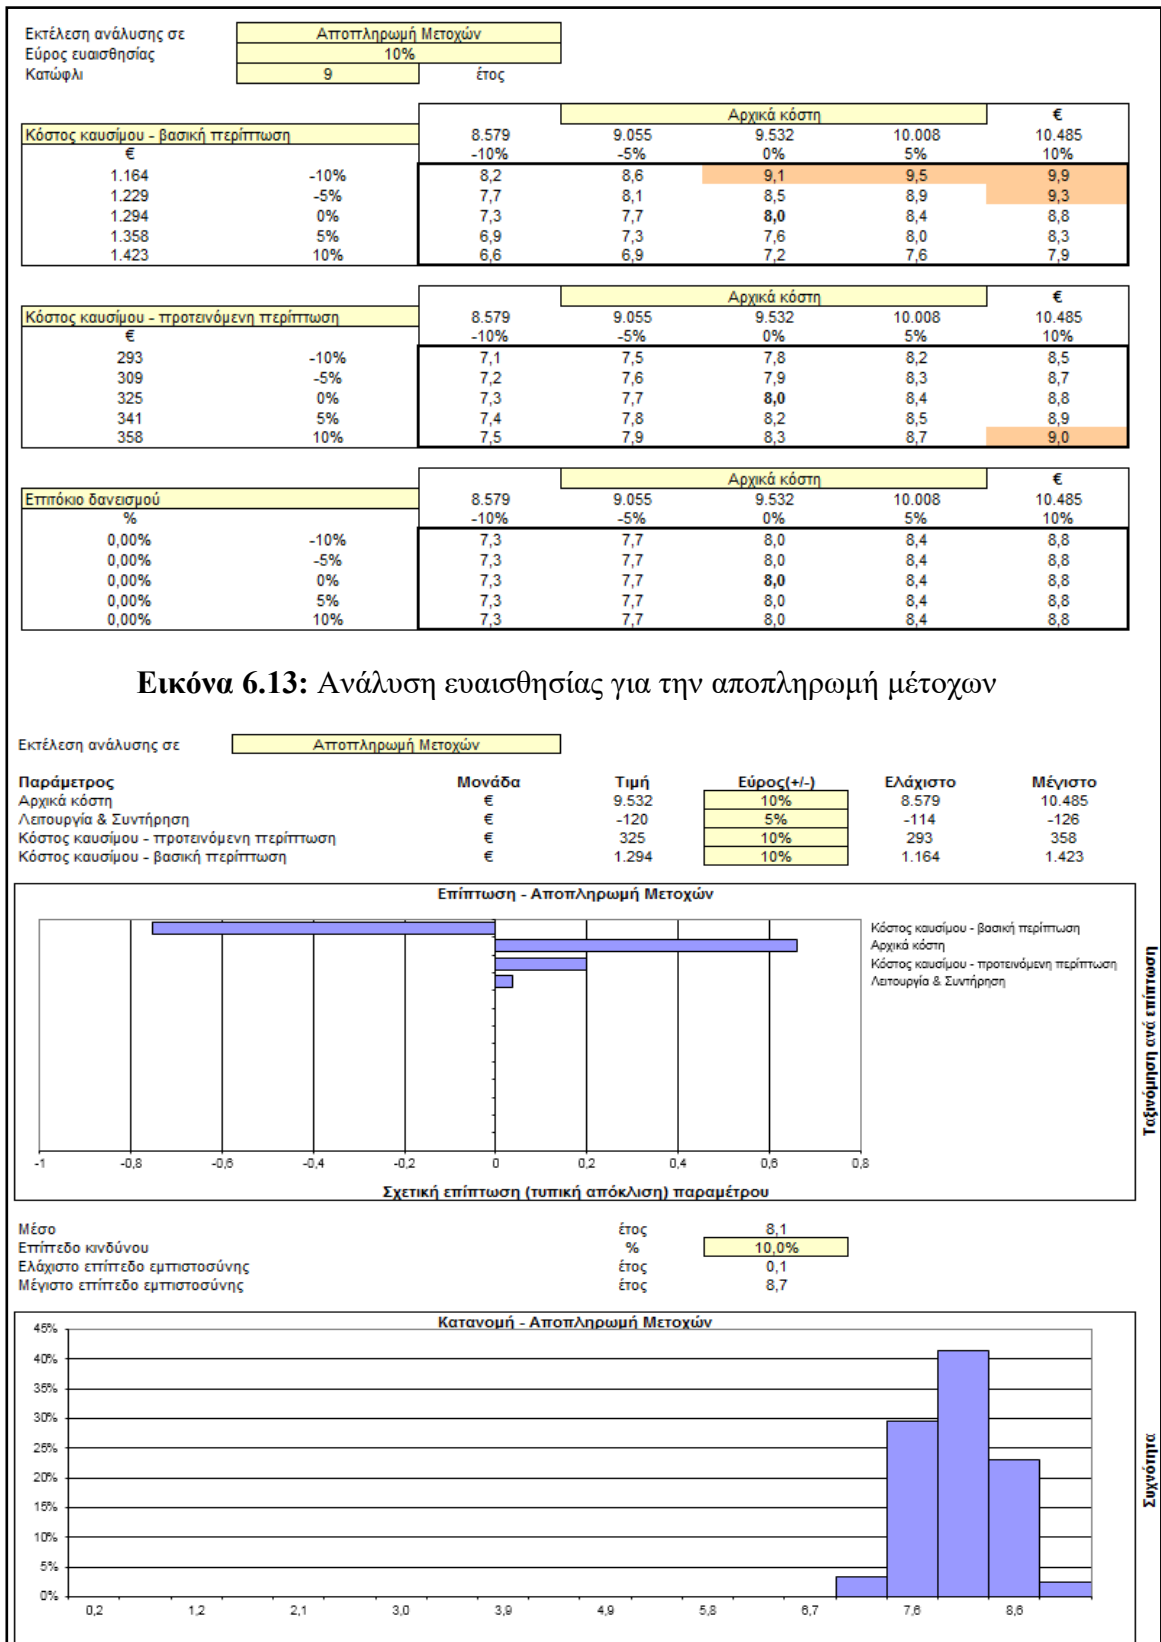 Εκτέλεση ανάλυσης σε Αποπληρωμή Μετοχών
Εύρος ευαισθησίας 10%
Κατώφλι 9 έτος
Αρχικά κόστη €
Κόστος καυσίμου - βασική περίπτωση 8.579 9.055 9.532 10.008 10.485
€ -10% -5% 0% 5% 10%
1.164 -10% 8,2 8,6 9,1 9,5 9,9
1.229 -5% 7,7 8,1 8,5 8,9 9,3
1.294 0% 7,3 7,7 8,0 8,4 8,8
1.358 5% 6,9 7,3 7,6 8,0 8,3
1.423 10% 6,6 6,9 7,2 7,6 7,9
Αρχικά κόστη €
Κόστος καυσίμου - προτεινόμενη περίπτωση 8.579 9.055 9.532 10.008 10.485
€ -10% -5% 0% 5% 10%
293 -10% 7,1 7,5 7,8 8,2 8,5
309 -5% 7,2 7,6 7,9 8,3 8,7
325 0% 7,3 7,7 8,0 8,4 8,8
341 5% 7,4 7,8 8,2 8,5 8,9
358 10% 7,5 7,9 8,3 8,7 9,0
Αρχικά κόστη €
Επιτόκιο δανεισμού 8.579 9.055 9.532 10.008 10.485
% -10% -5% 0% 5% 10%
0,00% -10% 7,3 7,7 8,0 8,4 8,8
0,00% -5% 7,3 7,7 8,0 8,4 8,8
0,00% 0% 7,3 7,7 8,0 8,4 8,8
0,00% 5% 7,3 7,7 8,0 8,4 8,8
0,00% 10% 7,3 7,7 8,0 8,4 8,8
Εικόνα 6.13: Ανάλυση ευαισθησίας για την αποπληρωμή μέτοχων
Εκτέλεση ανάλυσης σε Αποπληρωμή Μετοχών
Παράμετρος Μονάδα Τιμή Εύρος(+/-) Ελάχιστο Μέγιστο
Αρχικά κόστη € 9.532 10% 8.579 10.485
Λειτουργία & Συντήρηση € -120 5% -114 -126
Κόστος καυσίμου - προτεινόμενη περίπτωση € 325 10% 293 358
Κόστος καυσίμου - βασική περίπτωση € 1.294 10% 1.164 1.423
Επίπτωση - Αποπληρωμή Μετοχών
Κόστος καυσίμου - βασική περίπτωση
Αρχικά κόστη
Κόστος καυσίμου - προτεινόμενη περίπτωση
Λειτουργία & Συντήρηση
Ταξινόμηση ανά επίπτωση
-1 -0,8 -0,6 -0,4 -0,2 0 0,2 0,4 0,6 0,8
Σχετική επίπτωση (τυπική απόκλιση) παραμέτρου
Μέσο έτος 8,1
Επίπεδο κινδύνου % 10,0%
Ελάχιστο επίπεδο εμπιστοσύνης έτος 0,1
Μέγιστο επίπεδο εμπιστοσύνης έτος 8,7
Κατανομή - Αποπληρωμή Μετοχών
45%
40%
35%
30%
25%
20%
15%
10%
5%
0%
Συχνότητα
0,2 1,2 2,1 3,0 3,9 4,9 5,8 6,7 7,6 8,6